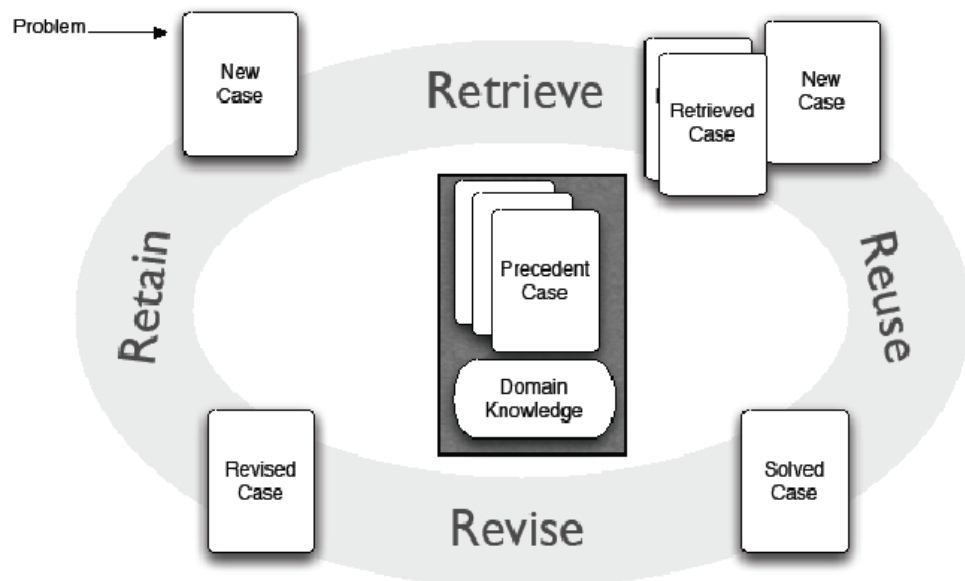 Problem
New
Case
Retrieve
Retrieved
Case
New
Case
Retain
Precedent
Case
Reuse
Domain
Knowledge
Revised
Case
Solved
Case
Revise